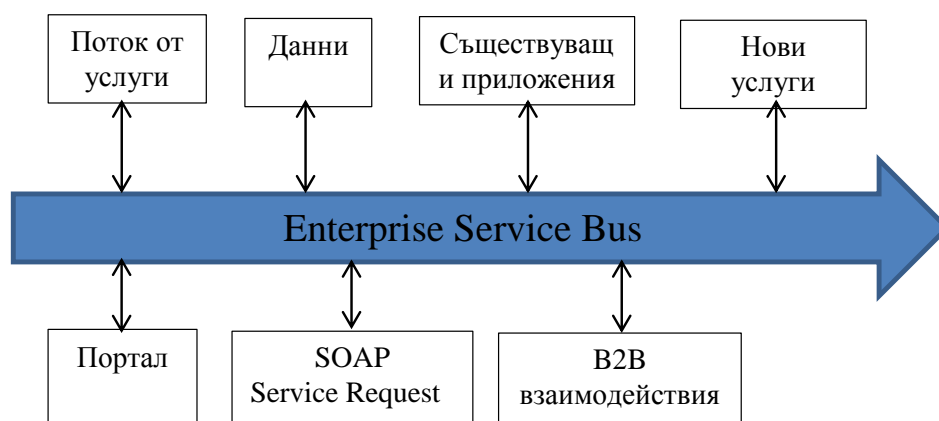 Поток от
услуги
Данни
Съществуващ
и приложения
Нови
услуги
Enterprise Service Bus
Портал
SOAP
Service Request
B2B
взаимодействия